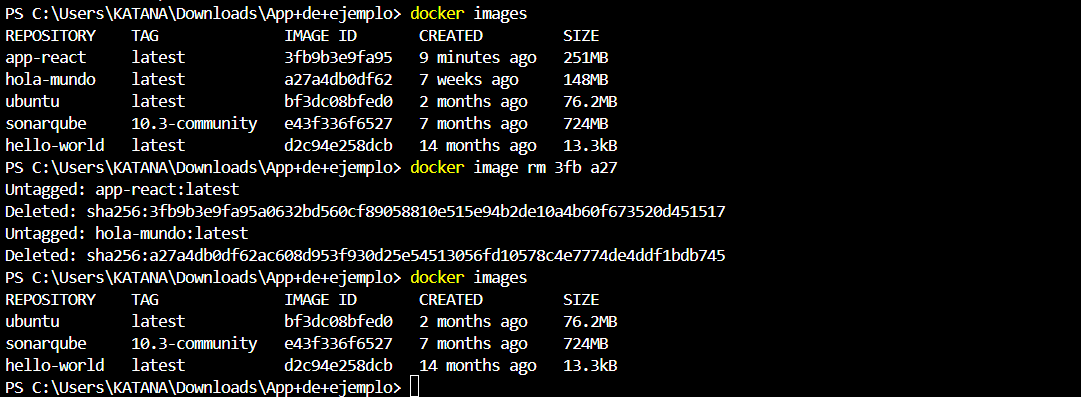 PS C:\Users\KATANA\Downloads\App+de+ejemplo> docker images
REPOSITORY TAG IMAGE ID CREATED SIZE
app-react latest 3fb9b3e9fa95 9 minutes ago 251MB
hola-mundo latest a27a4db0df62 7 weeks ago 148MB
ubuntu latest bf3dc08bfed0 2 months ago 76.2MB
sonarqube 10.3-community e43f336f6527 7 months ago 724MB
hello-world latest d2c94e258dcb 14 months ago 13.3kB
PS C:\Users\KATANA\Downloads\App+de+ejemplo> docker image rm 3fb a27
Untagged: app-react:latest
Deleted: sha256:3fb9b3e9fa95a0632bd560cf89058810e515e94b2de10a4b60f673520d451517
Untagged: hola-mundo:latest
Deleted: sha256:a27a4db0df62ac608d953f930d25e54513056fd10578c4e7774de4ddf1bdb745
PS C:\Users\KATANA\Downloads\App+de+ejemplo> docker images
REPOSITORY TAG IMAGE ID CREATED SIZE
ubuntu latest bf3dc08bfed0 2 months ago 76.2MB
sonarqube 10.3-community e43f336f6527 7 months ago 724MB
hello-world latest d2c94e258dcb 14 months ago 13.3kB
PS C:\Users\KATANA\Downloads\App+de+ejemplo>